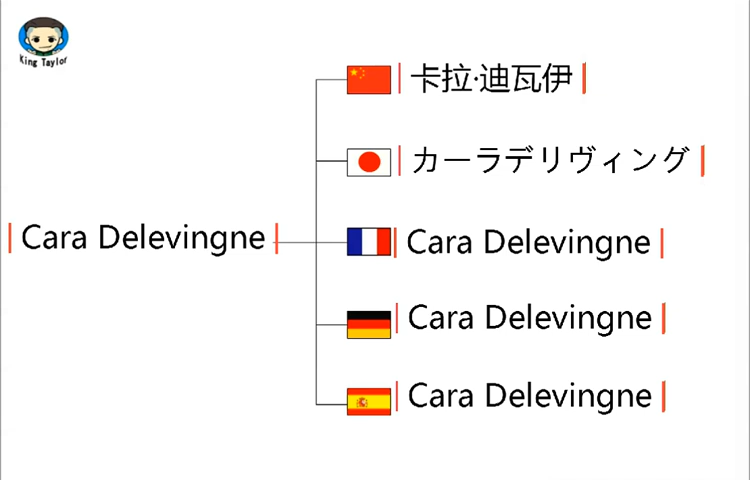 King Taylor
Cara Delevingne
卡拉·迪瓦伊
カーラデリヴィング
Cara Delevingne
Cara Delevingne
Cara Delevingne